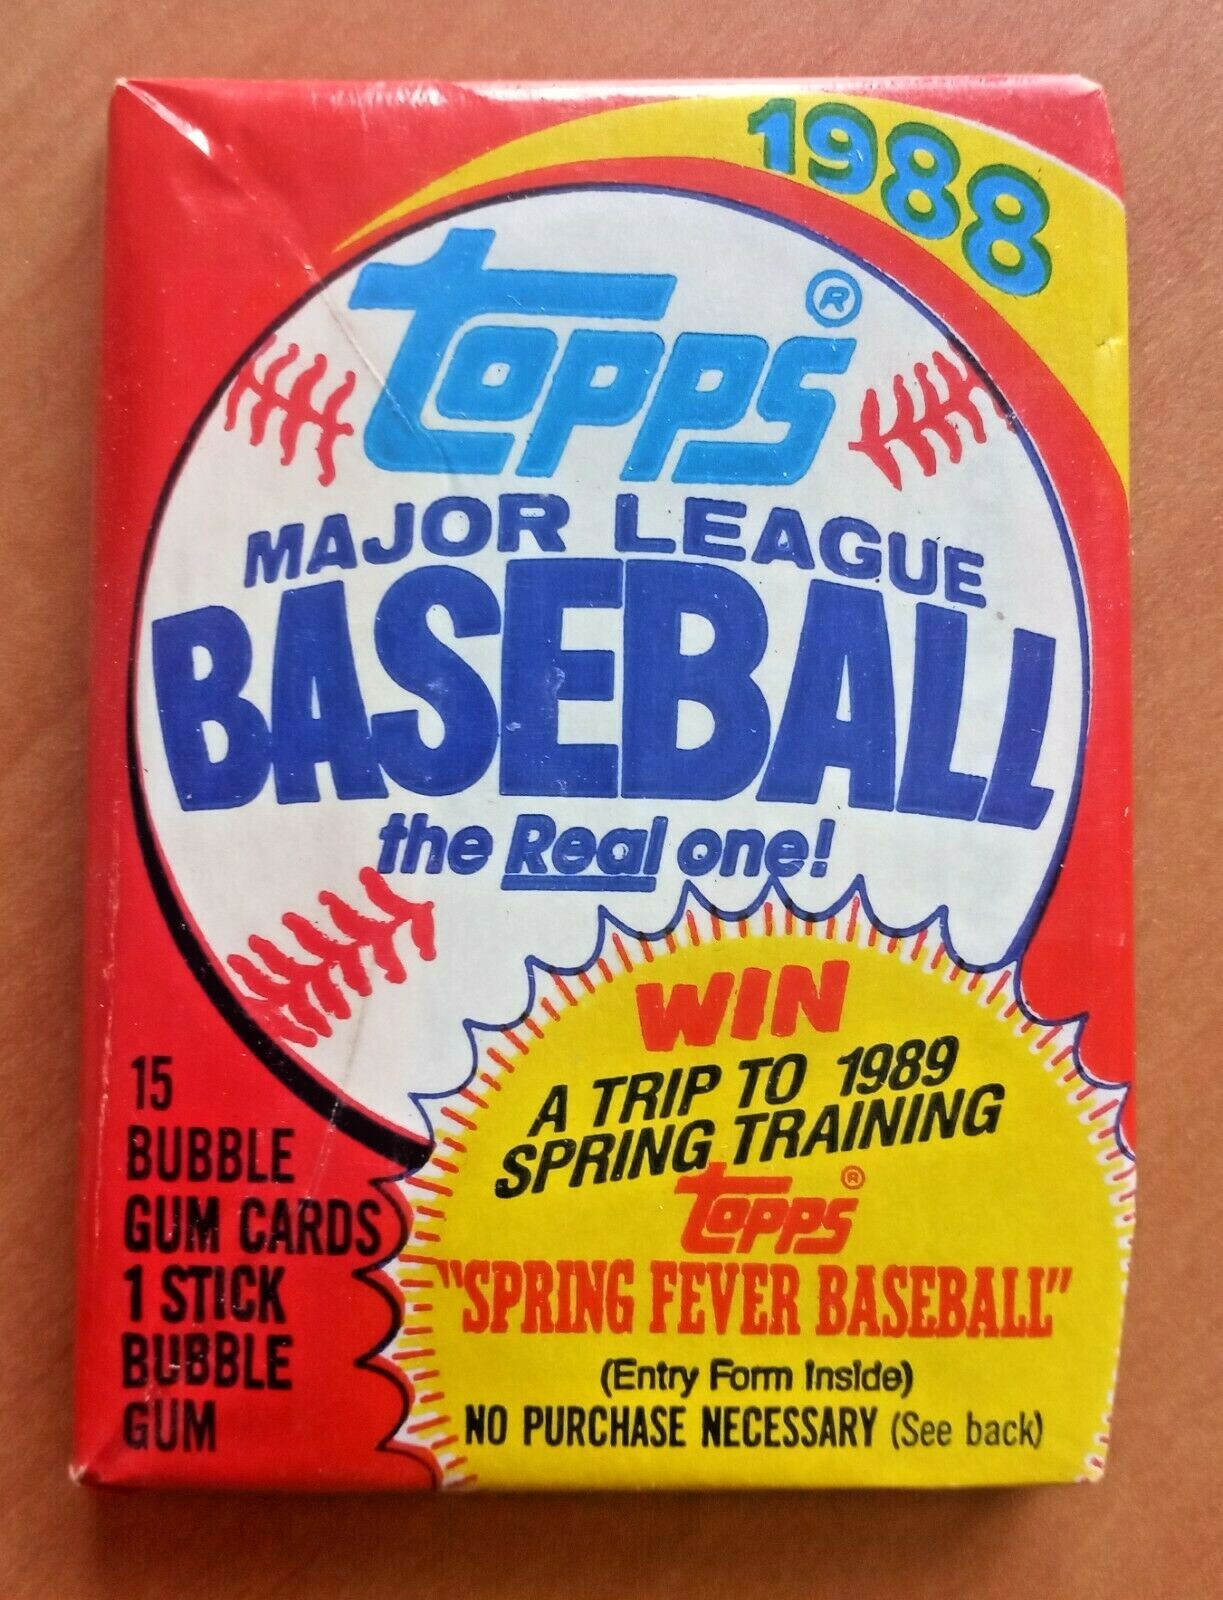 1988
topps®
MAJOR LEAGUE
BASEBALL
the Real one!
15
BUBBLE
GUM CARDS
1 STICK
BUBBLE
GUM
WIN
A TRIP TO 1989
SPRING TRAINING
topps®
"SPRING FEVER BASEBALL"
(Entry Form Inside)
NO PURCHASE NECESSARY (See back)